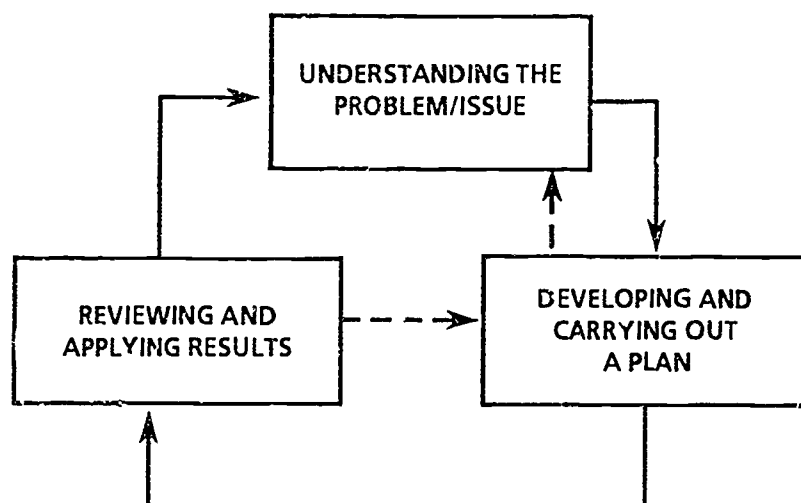 UNDERSTANDING THE
PROBLEM/ISSUE
REVIEWING AND
APPLYING RESULTS
DEVELOPING AND
CARRYING OUT
A PLAN